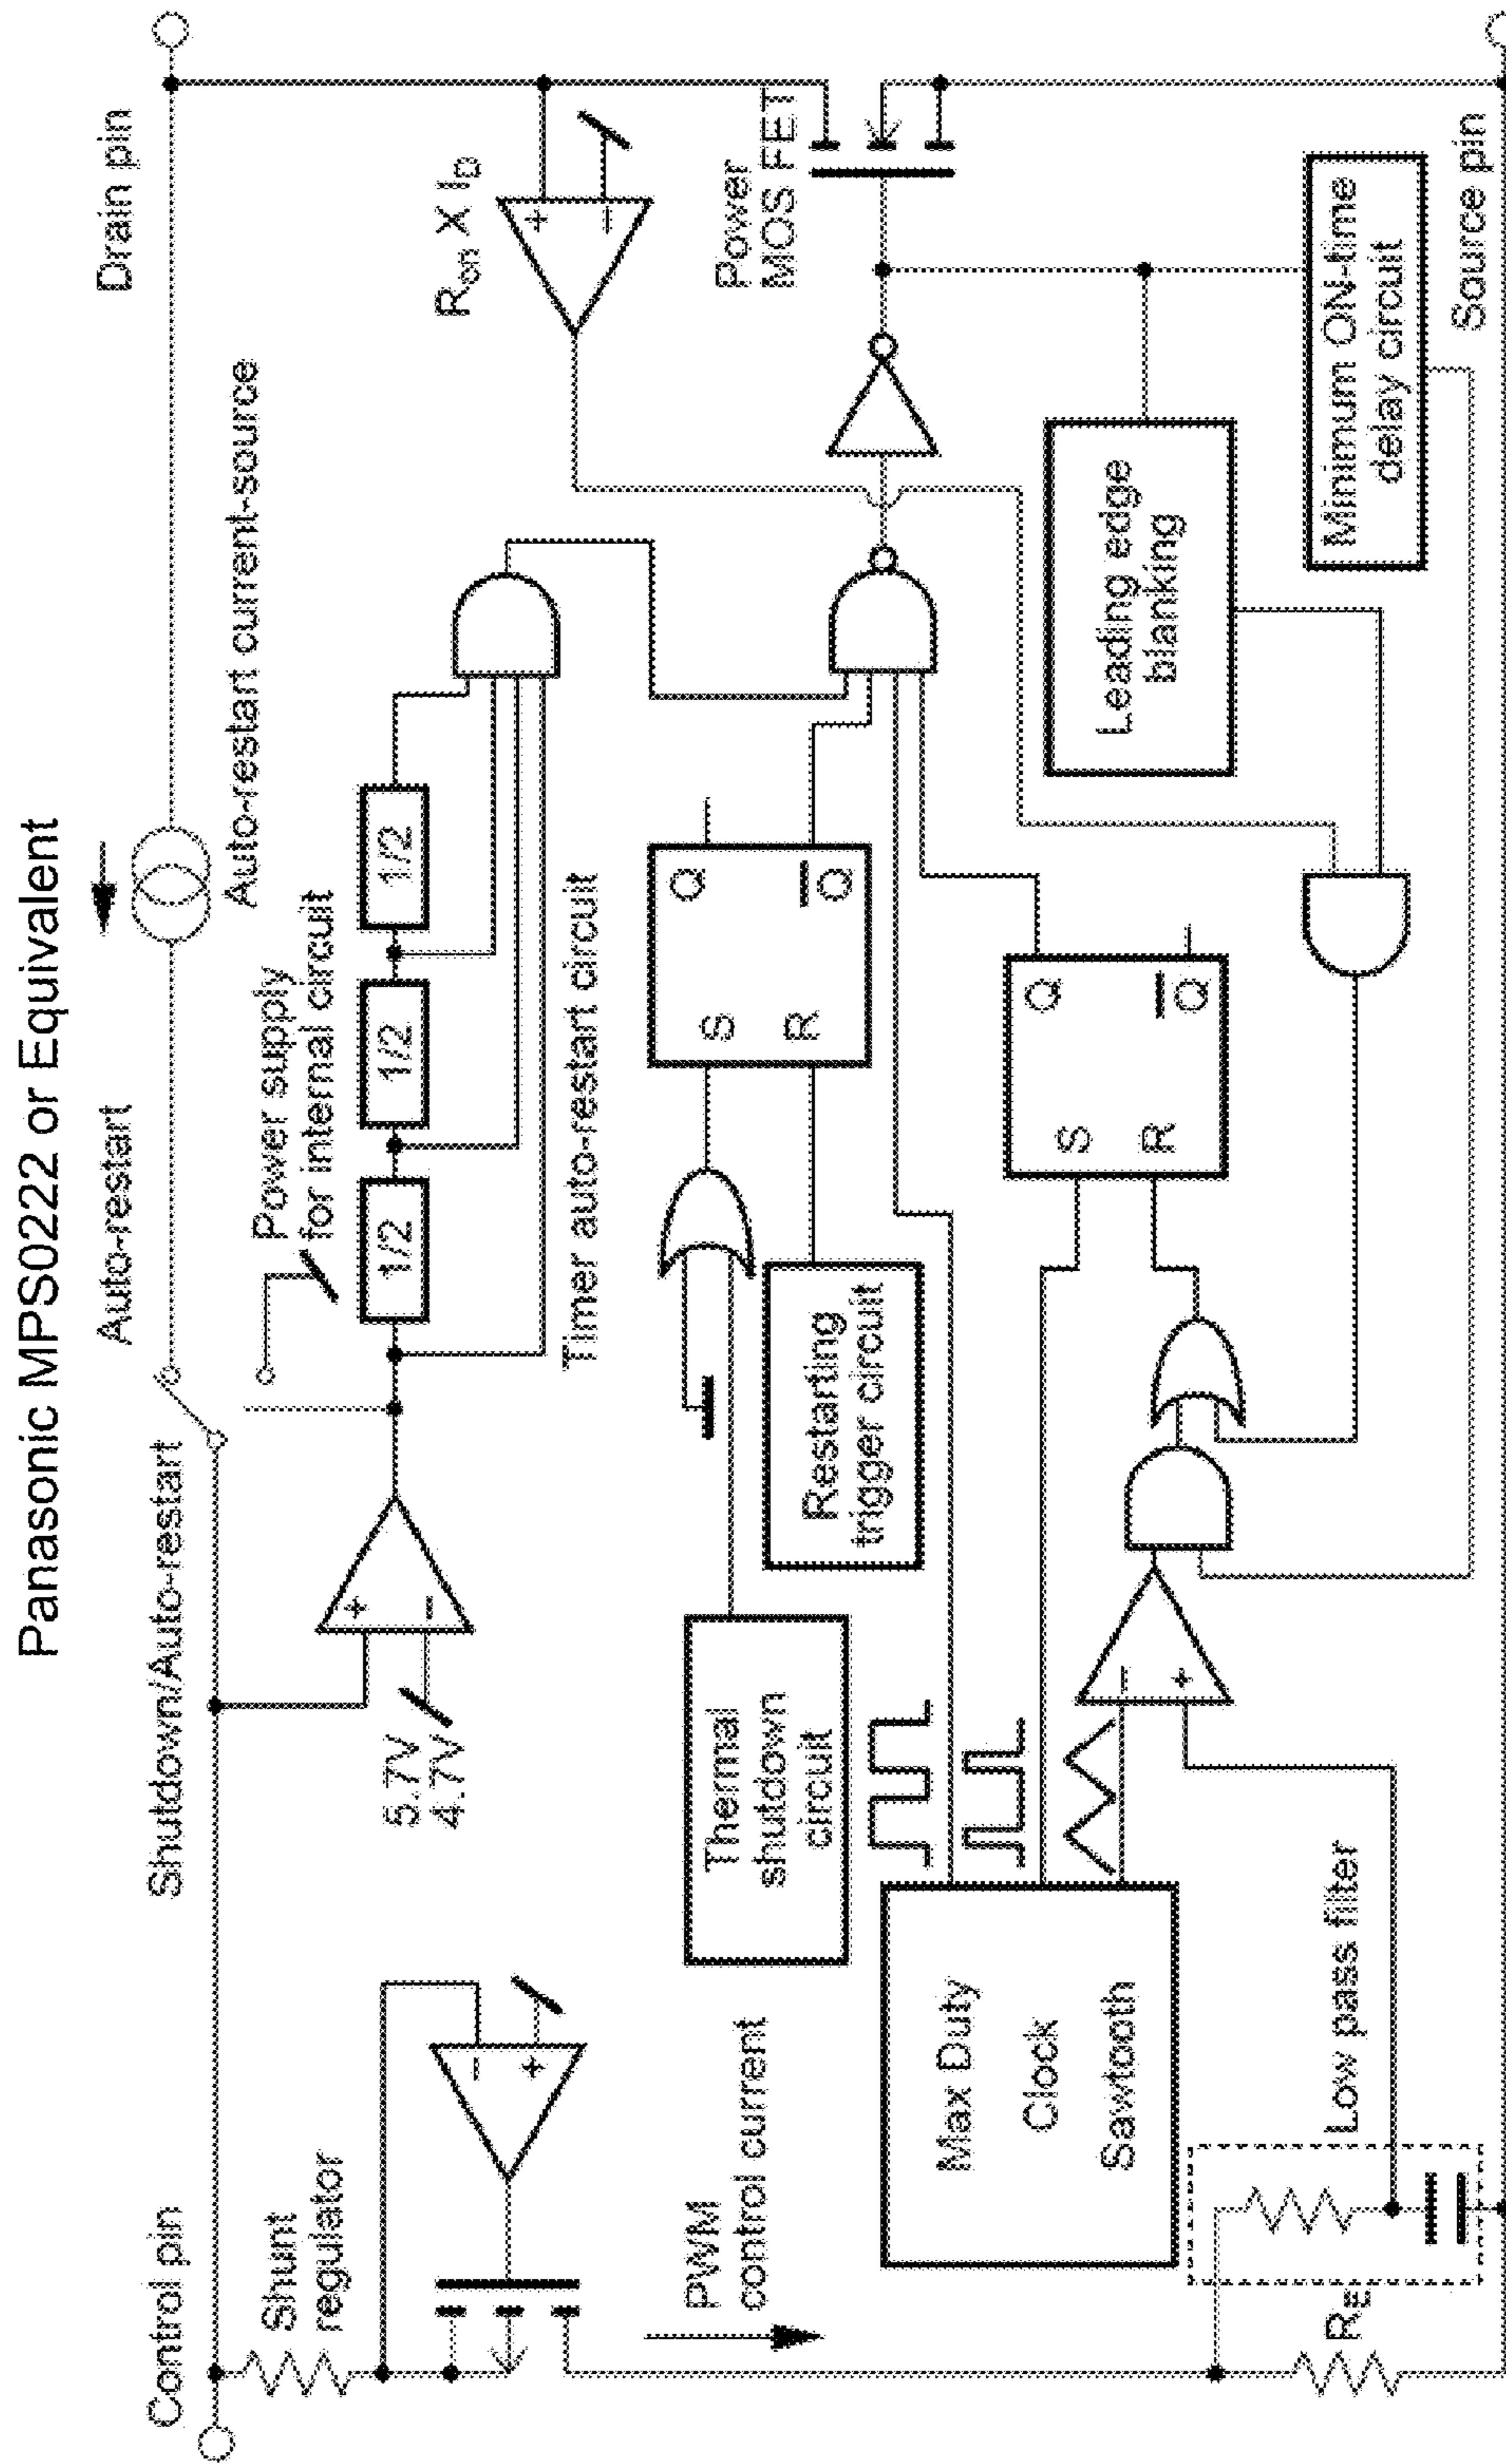 Panasonic MPS0222 or Equivalent
Control pin
Shutdown/Auto-restart
Auto-restart
Drain pin
Auto-restart current-source
Shunt
regulator
5.7V
4.7V
+
−
Power supply
for internal circuit
1/2
1/2
1/2
Timer auto-restart circuit
−
+
Ron X ID
+
−
Power
MOS FET
PWM
control current
Thermal
shutdown
circuit
Restarting
trigger circuit
S
R
Q
Q
Max Duty
Clock
Sawtooth
−
+
S
R
Q
Q
Leading edge
blanking
Minimum ON-time
delay circuit
Low pass filter
RE
Source pin